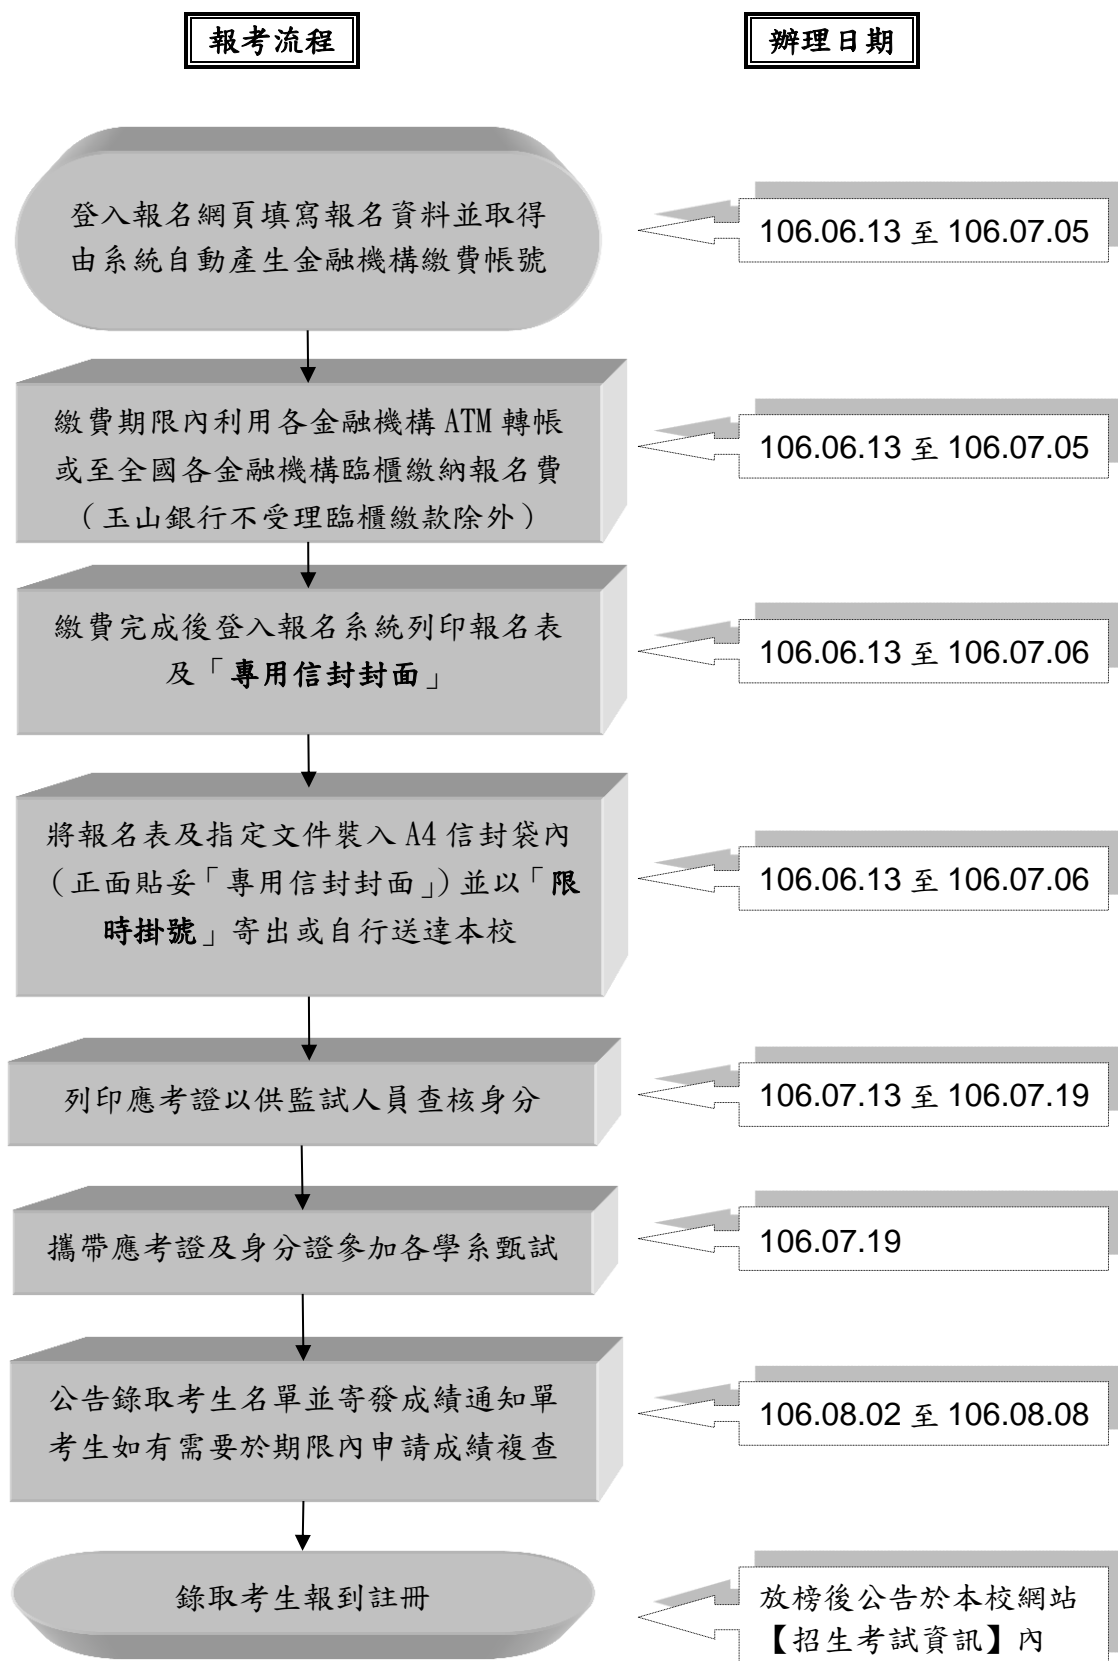 報考流程
辦理日期
登入報名網頁填寫報名資料並取得
由系統自動產生金融機構繳費帳號
106.06.13 至 106.07.05
繳費期限內利用各金融機構 ATM 轉帳
或至全國各金融機構臨櫃繳納報名費
（玉山銀行不受理臨櫃繳款除外）
106.06.13 至 106.07.05
繳費完成後登入報名系統列印報名表
及「專用信封封面」
106.06.13 至 106.07.06
將報名表及指定文件裝入 A4 信封袋內
（正面貼妥「專用信封封面」）並以「限
時掛號」寄出或自行送達本校
106.06.13 至 106.07.06
列印應考證以供監試人員查核身分
106.07.13 至 106.07.19
攜帶應考證及身分證參加各學系甄試
106.07.19
公告錄取考生名單並寄發成績通知單
考生如有需要於期限內申請成績複查
106.08.02 至 106.08.08
錄取考生報到註冊
放榜後公告於本校網站
【招生考試資訊】內